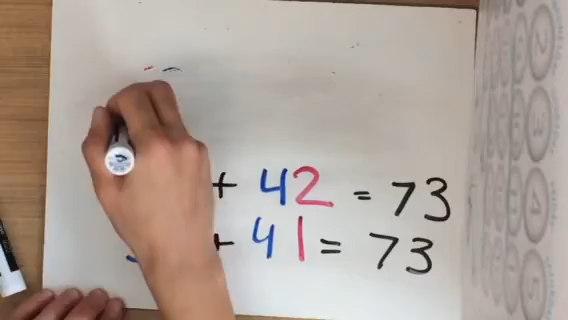 + 42 = 73
+ 41 = 73